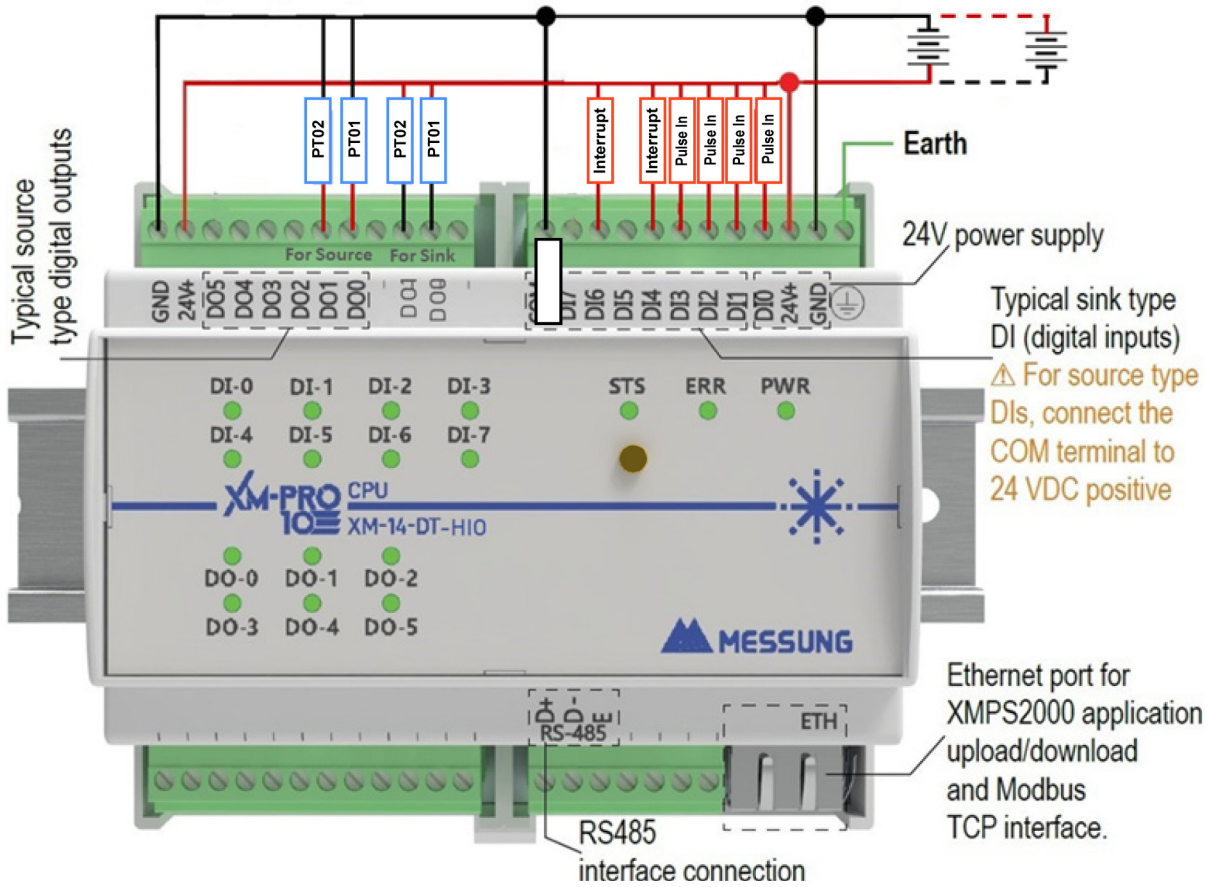 PT02
PT01
PT02
PT01
Interrupt
Interrupt
Pulse In
Pulse In
Pulse In
Pulse In
Earth
Typical source
type digital outputs
For Source
For Sink
24V power supply
GND
24V+
DO5
DO4
DO3
DO2
DO1
DO0
DO1
DO0
DI7
DI6
DI5
DI4
DI3
DI2
DI1
DI0
24V+
GND
Typical sink type
DI (digital inputs)
⚠ For source type
DIs, connect the
COM terminal to
24 VDC positive
DI-0 DI-1 DI-2 DI-3
STS ERR PWR
DI-4 DI-5 DI-6 DI-7
XM-PRO
10E
CPU
XM-14-DT-HIO
DO-0 DO-1 DO-2
DO-3 DO-4 DO-5
MESSUNG
D+
D-
E
RS-485
ETH
Ethernet port for
XMPS2000 application
upload/download
and Modbus
TCP interface.
RS485
interface connection